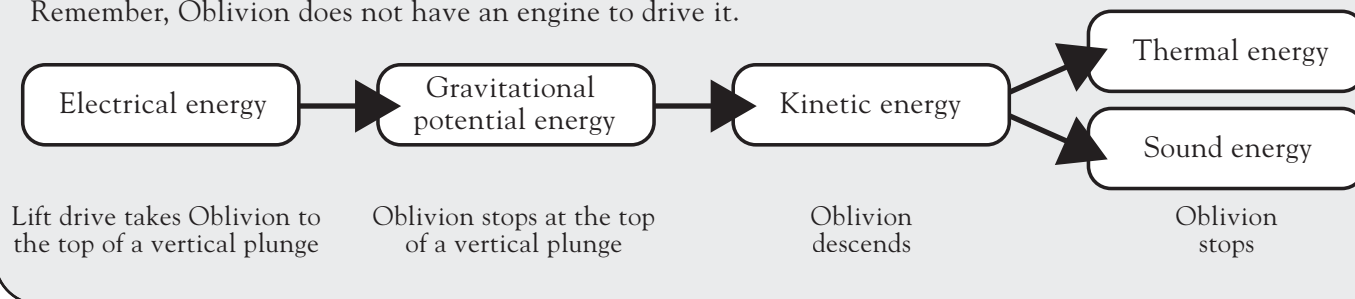 Remember, Oblivion does not have an engine to drive it.
Electrical energy
Gravitational
potential energy
Kinetic energy
Thermal energy
Sound energy
Lift drive takes Oblivion to
the top of a vertical plunge
Oblivion stops at the top
of a vertical plunge
Oblivion
descends
Oblivion
stops